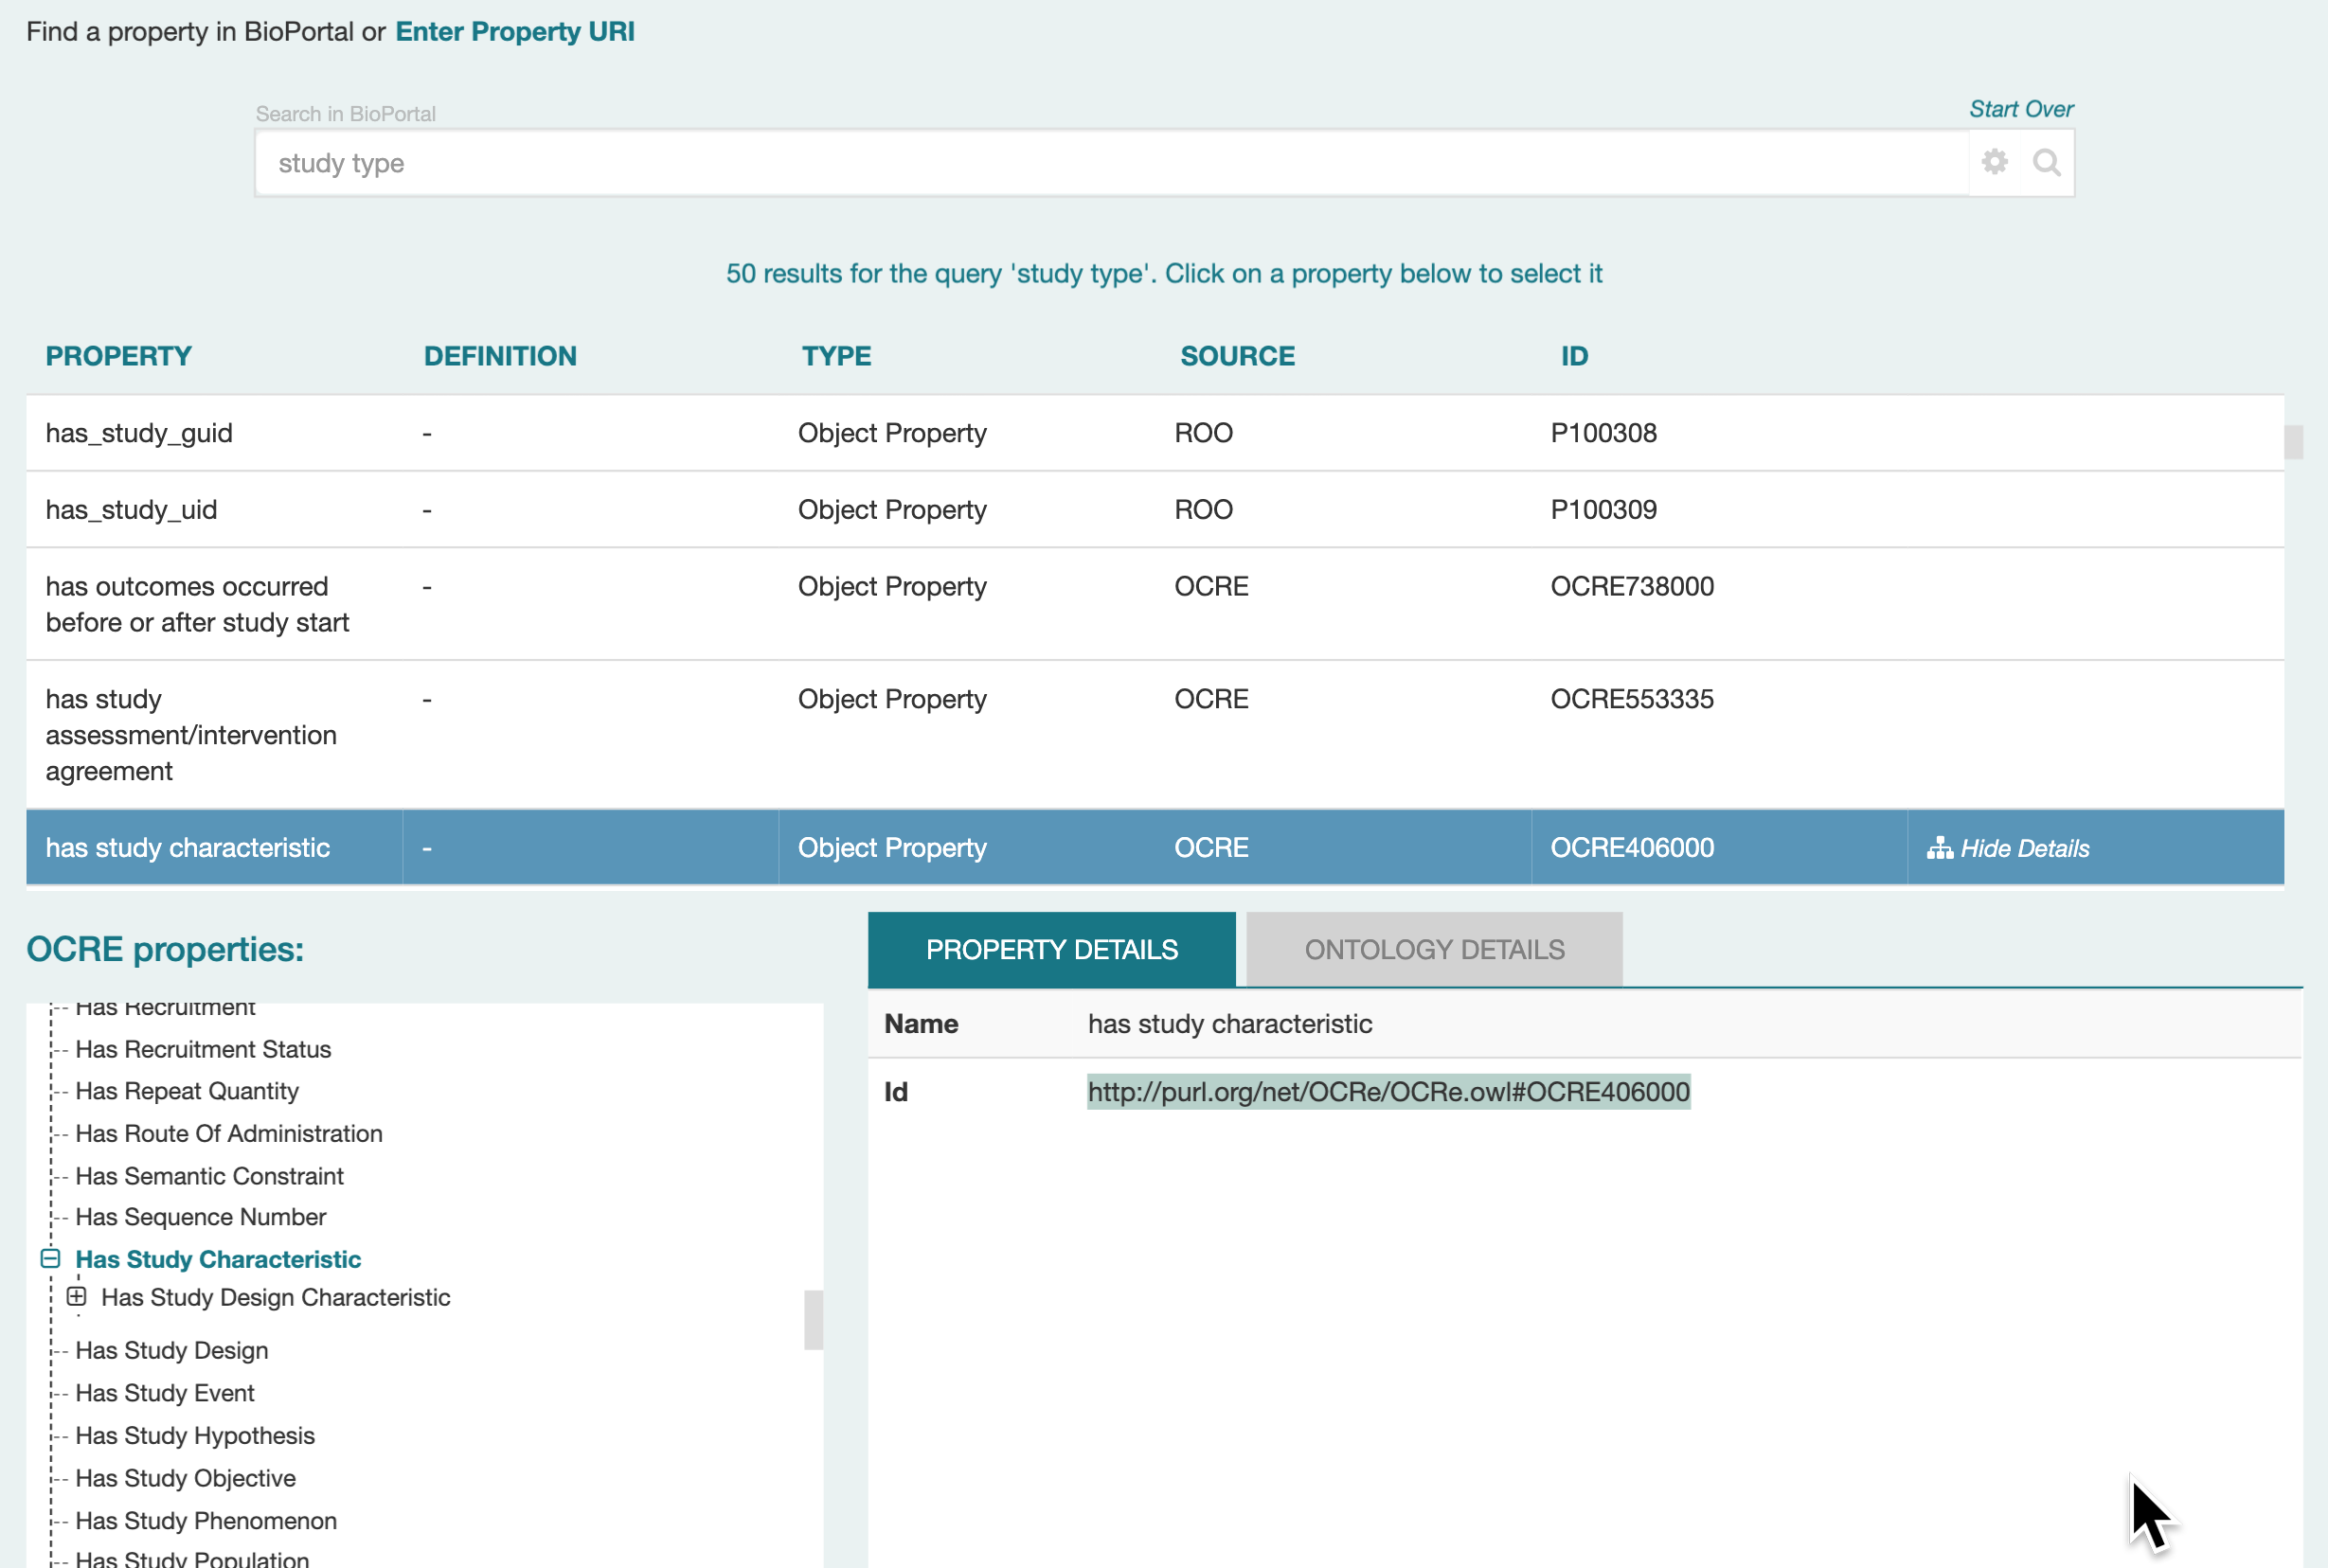 Find a property in BioPortal or Enter Property URI
Search in BioPortal
Start Over
study type
50 results for the query 'study type'. Click on a property below to select it
PROPERTY DEFINITION TYPE SOURCE ID
has_study_guid - Object Property ROO P100308
has_study_uid - Object Property ROO P100309
has outcomes occurred - Object Property OCRE OCRE738000
before or after study start
has study - Object Property OCRE OCRE553335
assessment/intervention
agreement
has study characteristic - Object Property OCRE OCRE406000 Hide Details
OCRE properties:
Has Recruitment
Has Recruitment Status
Has Repeat Quantity
Has Route Of Administration
Has Semantic Constraint
Has Sequence Number
Has Study Characteristic
Has Study Design Characteristic
Has Study Design
Has Study Event
Has Study Hypothesis
Has Study Objective
Has Study Phenomenon
Has Study Population
PROPERTY DETAILS ONTOLOGY DETAILS
Name has study characteristic
Id http://purl.org/net/OCRe/OCRe.owl#OCRE406000